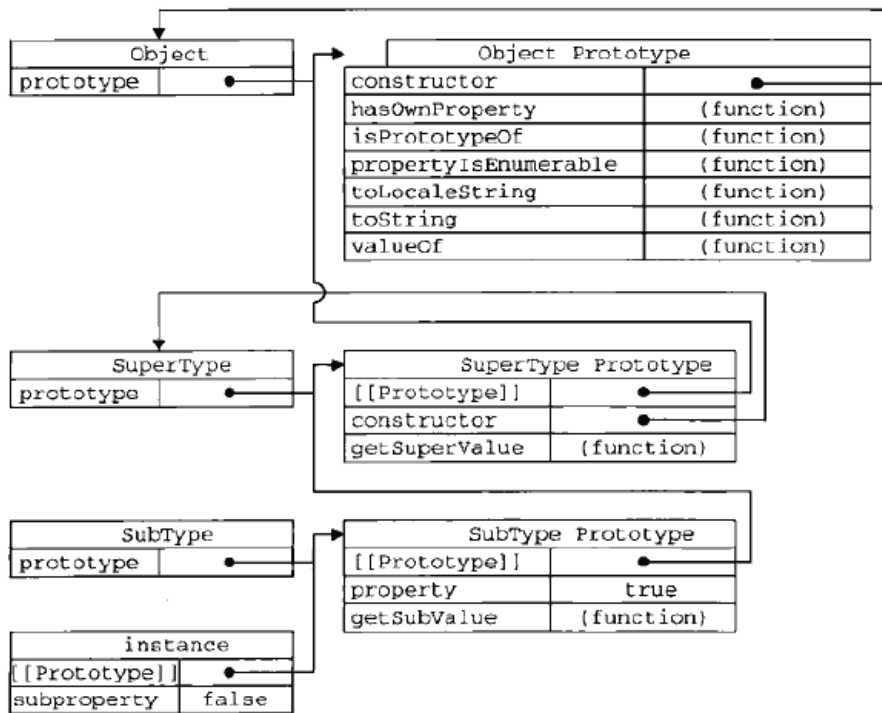 Object
prototype
Object Prototype
constructor
hasOwnProperty (function)
isPrototypeOf (function)
propertyIsEnumerable (function)
toLocaleString (function)
toString (function)
valueOf (function)
SuperType
prototype
SuperType Prototype
[[Prototype]]
constructor
getSuperValue (function)
SubType
prototype
SubType Prototype
[[Prototype]]
property true
getSubValue (function)
instance
[[Prototype]]
subproperty false